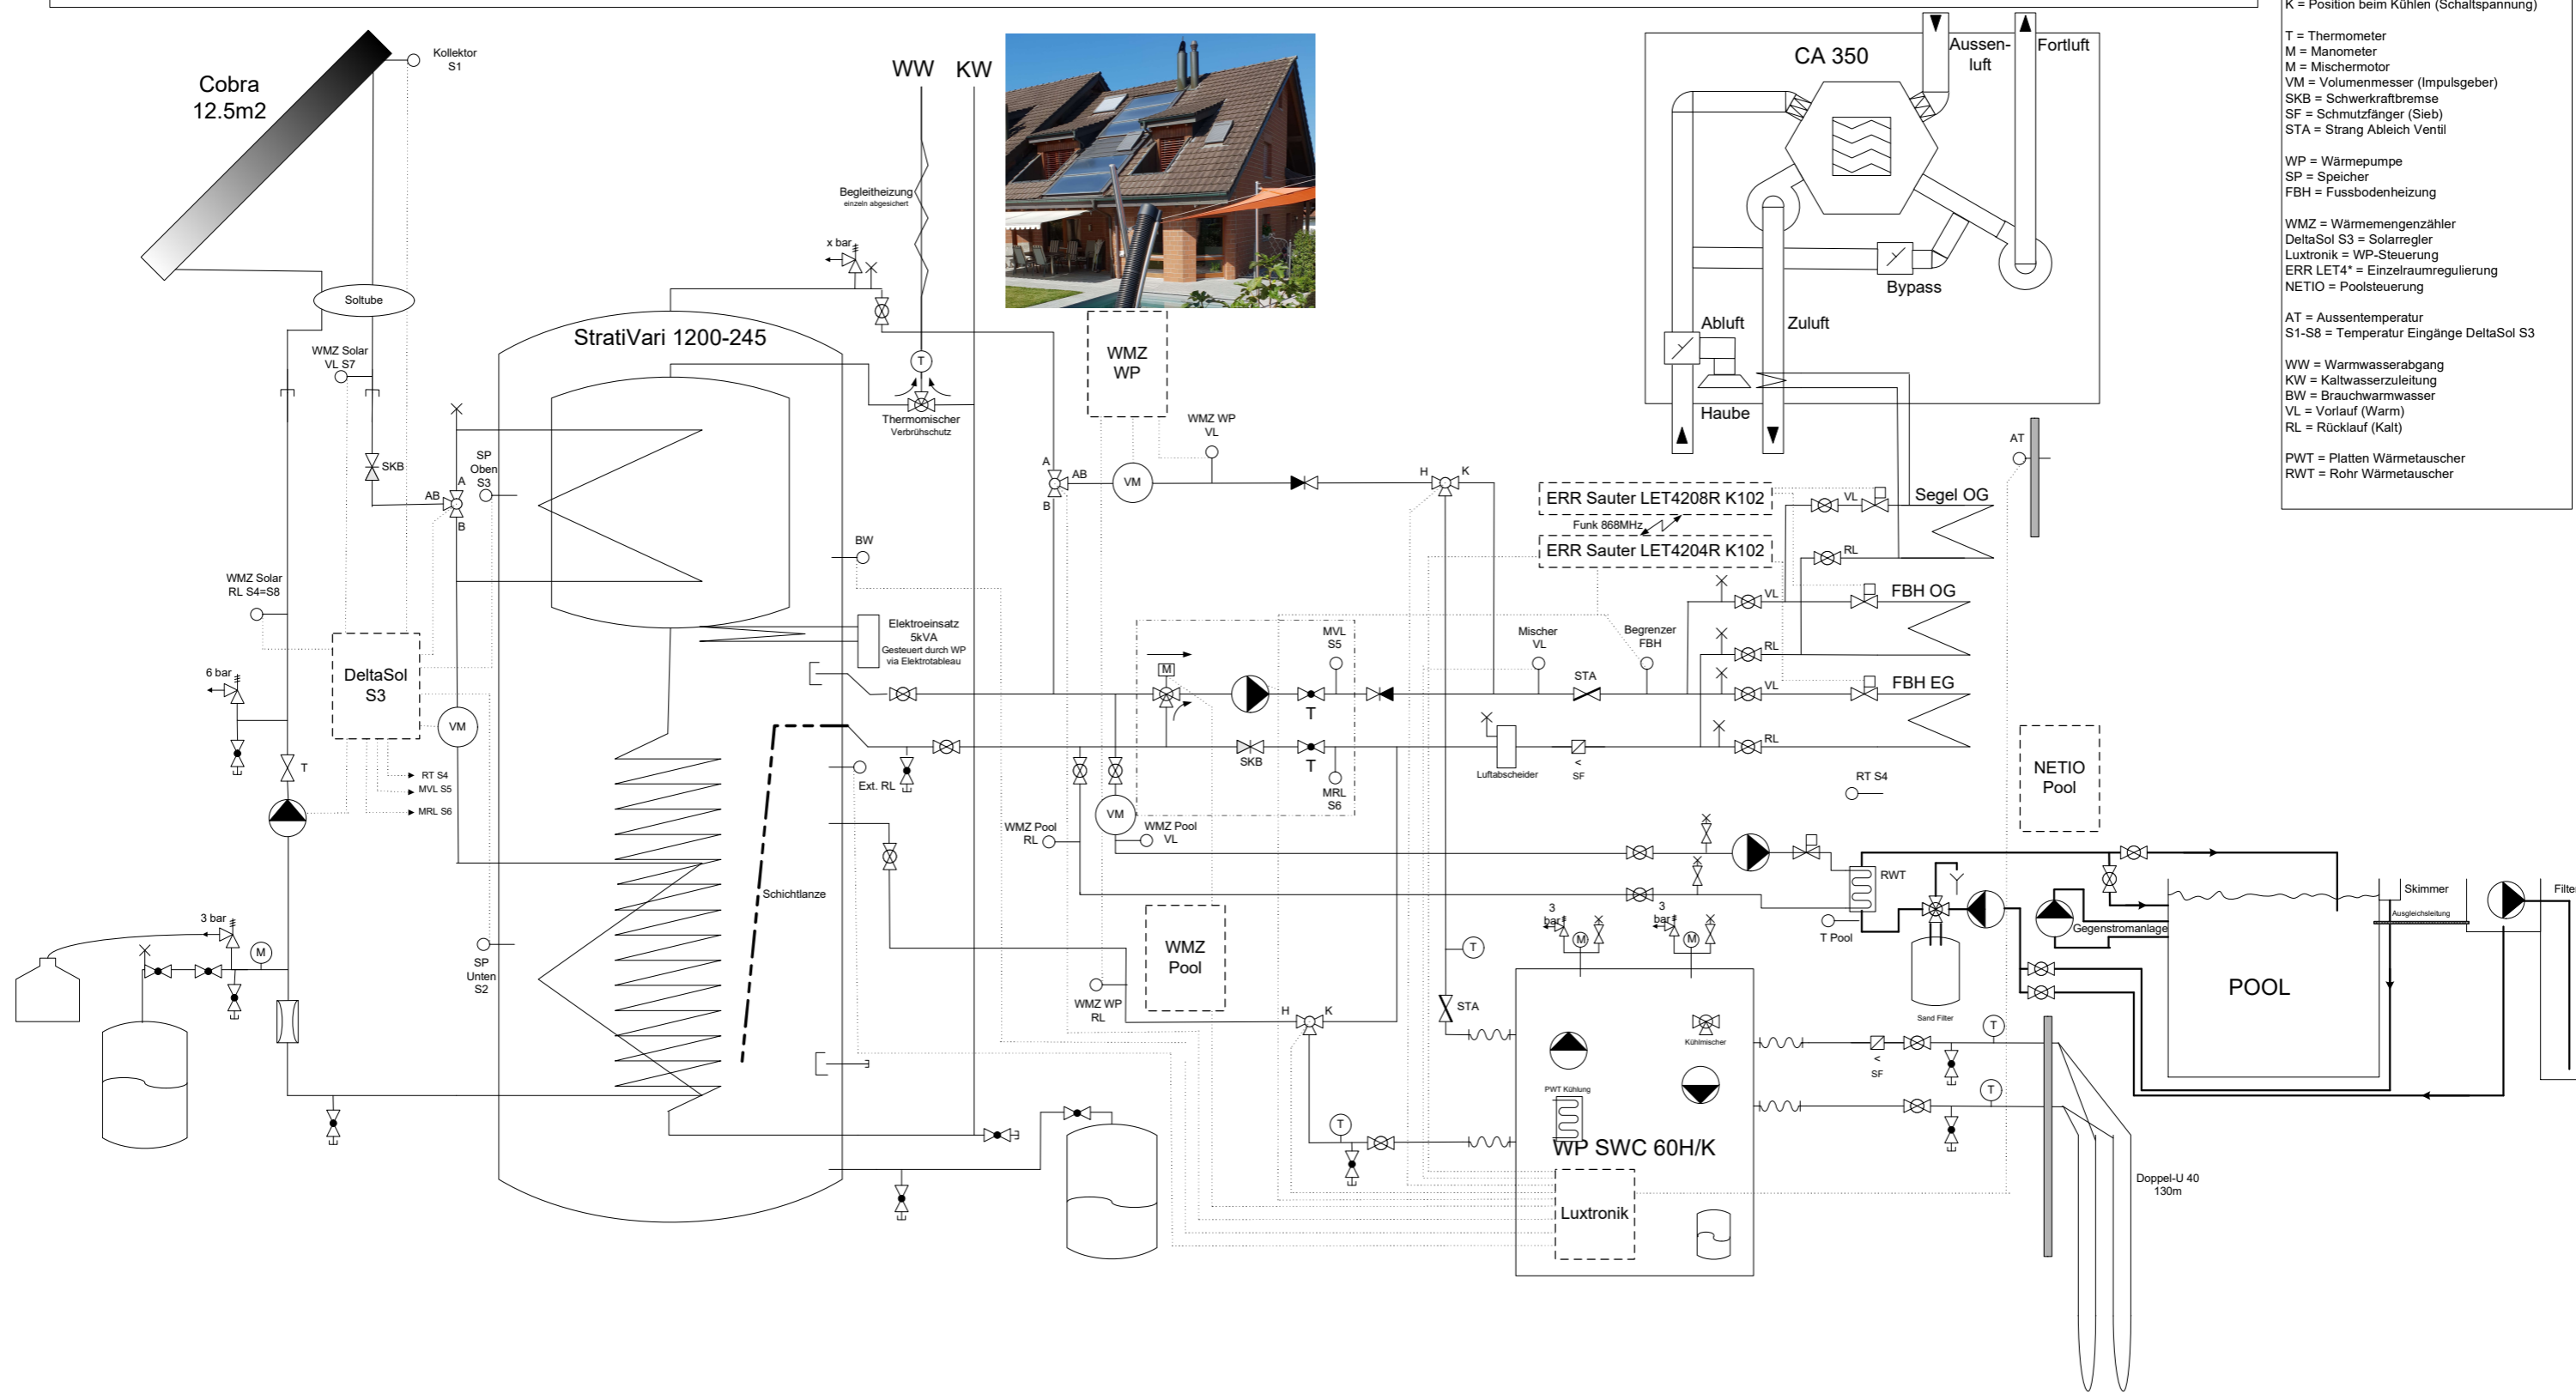 K = Position beim Kühlen (Schaltspannung)
T = Thermometer
M = Manometer
M = Mischermotor
VM = Volumenmesser (Impulsgeber)
SKB = Schwerkraftbremse
SF = Schmutzfänger (Sieb)
STA = Strang Ableich Ventil
WP = Wärmepumpe
SP = Speicher
FBH = Fussbodenheizung
WMZ = Wärmemengenzähler
DeltaSol S3 = Solarregler
Luxtronik = WP-Steuerung
ERR LET4* = Einzelraumregulierung
NETIO = Poolsteuerung
AT = Aussentemperatur
S1-S8 = Temperatur Eingänge DeltaSol S3
WW = Warmwasserabgang
KW = Kaltwasserzuleitung
BW = Brauchwarmwasser
VL = Vorlauf (Warm)
RL = Rücklauf (Kalt)
PWT = Platten Wärmetauscher
RWT = Rohr Wärmetauscher
Cobra
12.5m2
Kollektor
S1
Soltube
WMZ Solar
VL S7
SKB
SP
Oben
S3
A
AB
B
WMZ Solar
RL S4=S8
DeltaSol
S3
6 bar
VM
T
RT S4
MVL S5
MRL S6
3 bar
M
SP
Unten
S2
StratiVari 1200-245
WW
KW
Begleitheizung
einzeln abgesichert
x bar
T
Thermomischer
Verbrühschutz
BW
Elektroeinsatz
5kVA
Gesteuert durch WP
via Elektrotableau
Ext. RL
Schichtlanze
WMZ
WP
WMZ WP
VL
A
AB
B
VM
H
K
M
MVL
S5
T
SKB
T
MRL
S6
VM
WMZ Pool
RL
WMZ Pool
VL
WMZ
Pool
WMZ WP
RL
H
K
T
Mischer
VL
STA
Begrenzer
FBH
Luftabscheider
<
SF
CA 350
Aussen-
luft
Fortluft
Bypass
Abluft
Zuluft
Haube
AT
ERR Sauter LET4208R K102
Funk 868MHz
ERR Sauter LET4204R K102
VL
Segel OG
RL
VL
FBH OG
RL
VL
FBH EG
RL
RT S4
NETIO
Pool
RWT
T Pool
Sand Filter
Gegenstromanlage
Skimmer
Ausgleichsleitung
Filter
POOL
T
STA
3
bar
M
3
bar
M
Kühlmischer
PWT Kühlung
WP SWC 60H/K
Luxtronik
<
SF
T
T
Doppel-U 40
130m